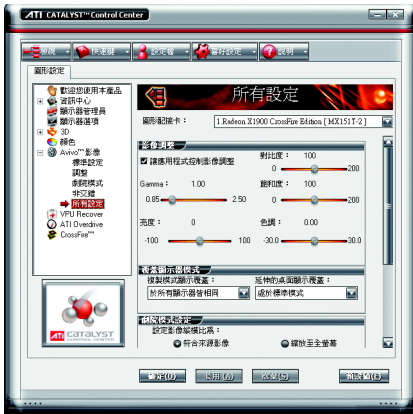 ATI CATALYST™ Control Center
檢視
快速鍵
設定檔
喜好設定
說明
圖形設定
歡迎您使用本產品
資訊中心
顯示器管理員
顯示器選項
3D
顏色
Avivo™ 影像
標準設定
調整
劇院模式
非交錯
所有設定
VPU Recover
ATI Overdrive
CrossFire™
ATI CATALYST
CONTROL CENTER
所有設定
圖形配接卡：
1.Radeon X1900 CrossFire Edition [ MX151T-2 ]
影像調整
讓應用程式控制影像調整
對比度： 100
0 200
Gamma： 1.00
飽和度： 100
0.85 2.50
0 200
亮度： 0
色調： 0.00
-100 100
-30.0 30.0
覆蓋顯示器模式
複製模式顯示覆蓋：
延伸的桌面顯示覆蓋：
於所有顯示器皆相同
處於標準模式
劇院模式設定
設定影像縱橫比為：
符合來源影像
縮放至全螢幕
確定(O)
套用(A)
預設值(D)